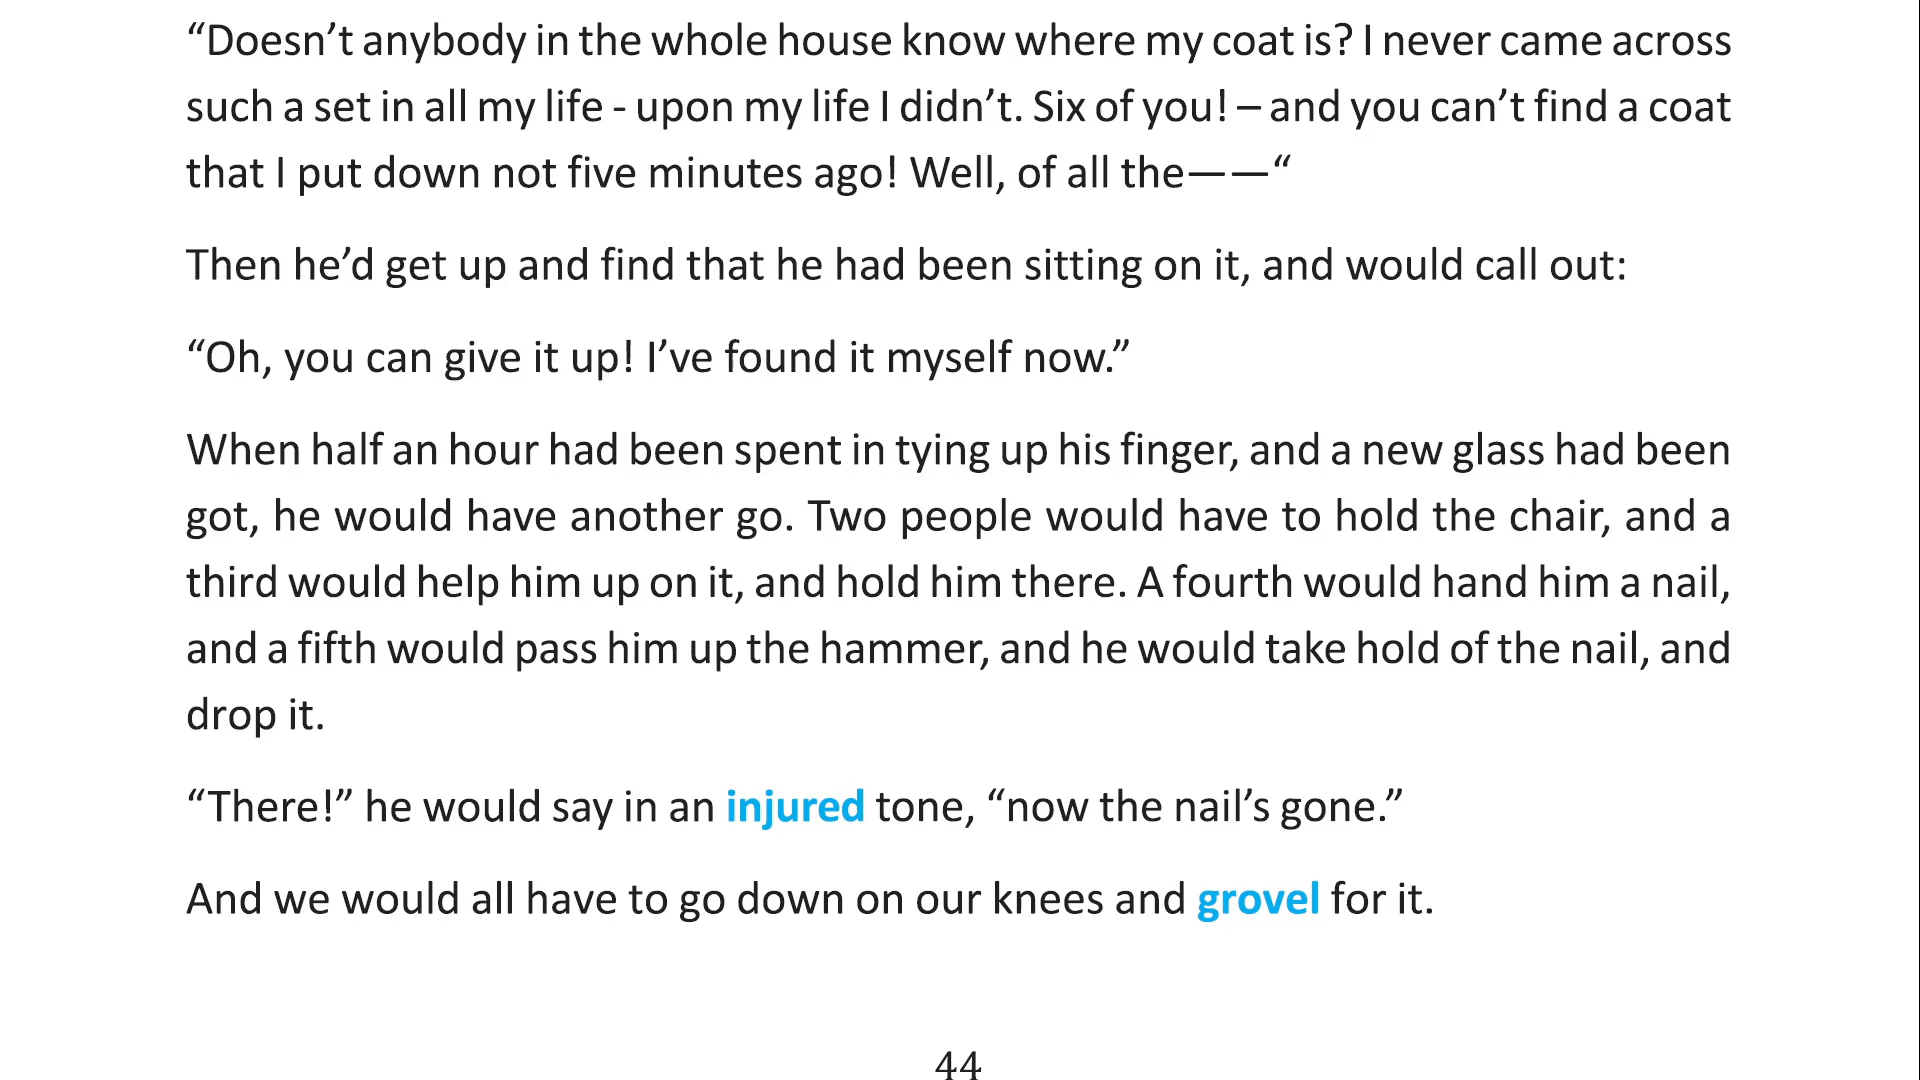 “Doesn’t anybody in the whole house know where my coat is? I never came across
such a set in all my life - upon my life I didn’t. Six of you! – and you can’t find a coat
that I put down not five minutes ago! Well, of all the——“
Then he’d get up and find that he had been sitting on it, and would call out:
“Oh, you can give it up! I’ve found it myself now.”
When half an hour had been spent in tying up his finger, and a new glass had been
got, he would have another go. Two people would have to hold the chair, and a
third would help him up on it, and hold him there. A fourth would hand him a nail,
and a fifth would pass him up the hammer, and he would take hold of the nail, and
drop it.
“There!” he would say in an injured tone, “now the nail’s gone.”
And we would all have to go down on our knees and grovel for it.
44